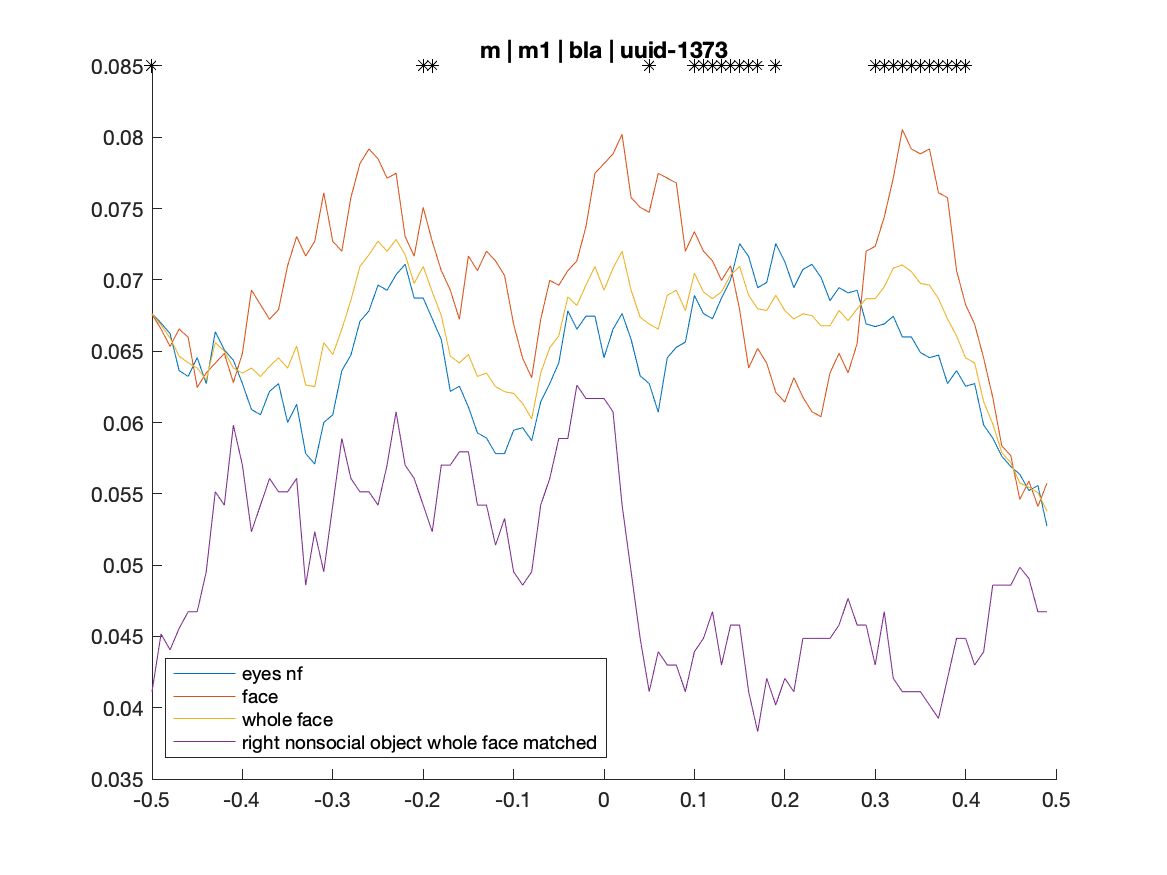 m | m1 | bla | uuid-1373
0.085
0.08
0.075
0.07
0.065
0.06
0.055
0.05
0.045
0.04
0.035
eyes nf
face
whole face
right nonsocial object whole face matched
-0.5 -0.4 -0.3 -0.2 -0.1 0 0.1 0.2 0.3 0.4 0.5